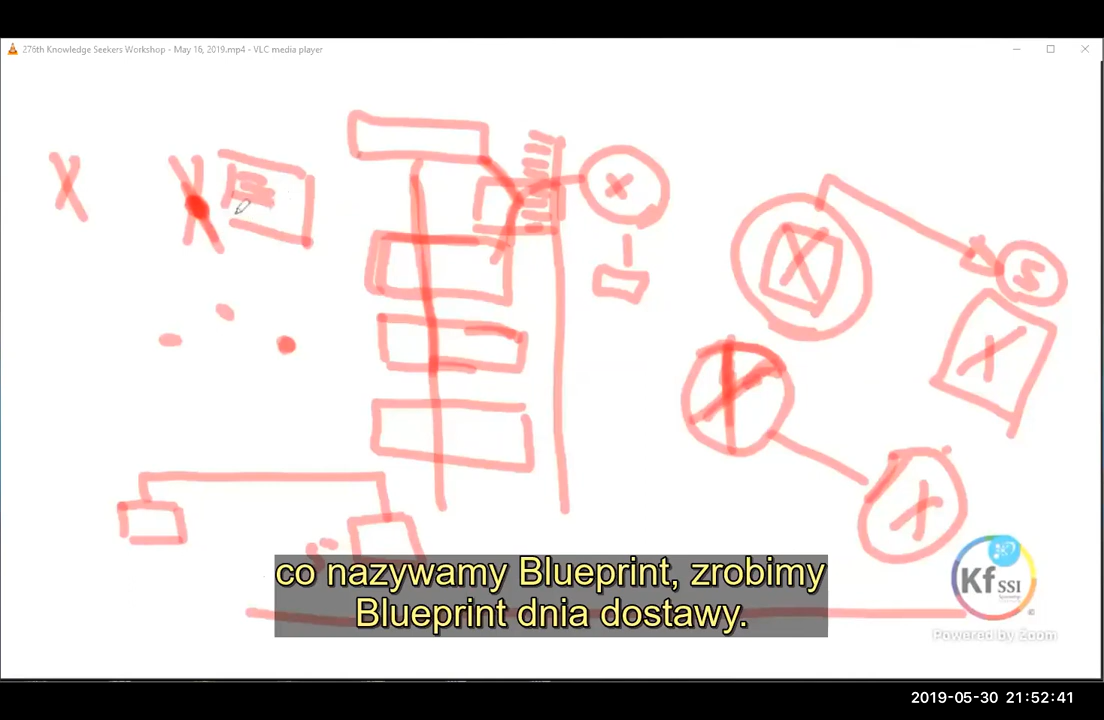 276th Knowledge Seekers Workshop - May 16, 2019.mp4 - VLC media player
X
X
x
X
S
X
X
X
co nazywamy Blueprint, zrobimy
Blueprint dnia dostawy.
Kf SSI
Powered by Zoom
2019-05-30 21:52:41